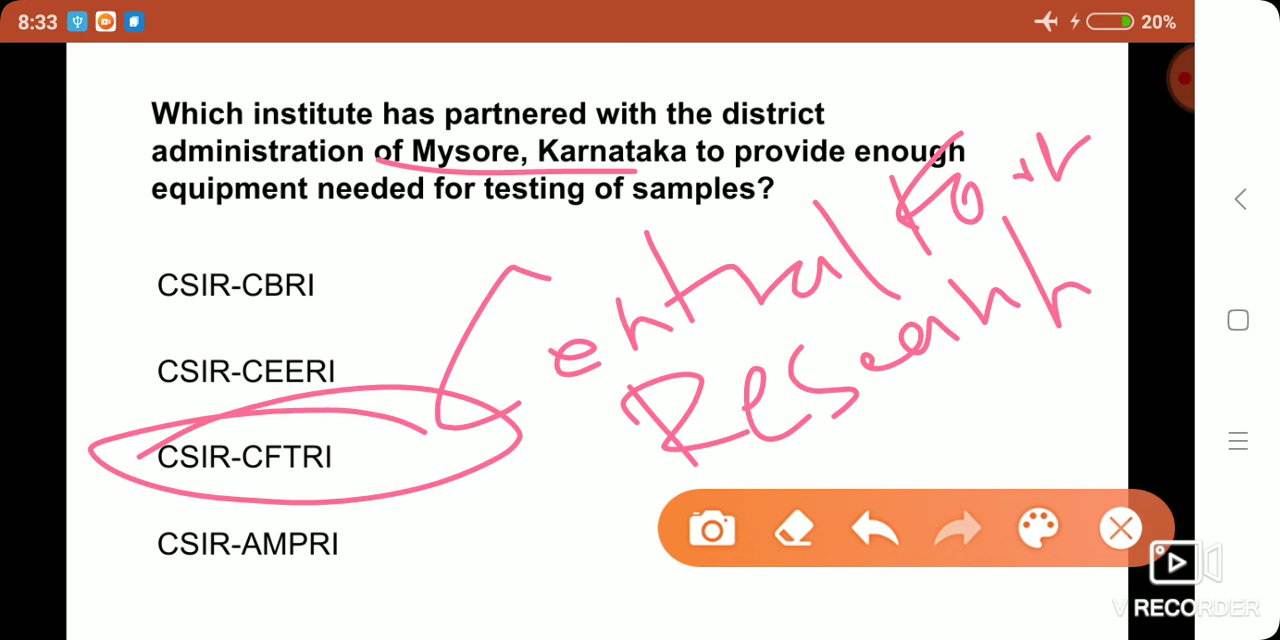 8:33
20%
Which institute has partnered with the district
administration of Mysore, Karnataka to provide enough
equipment needed for testing of samples?
CSIR-CBRI
CSIR-CEERI
CSIR-CFTRI
CSIR-AMPRI
Central
V RECORDER